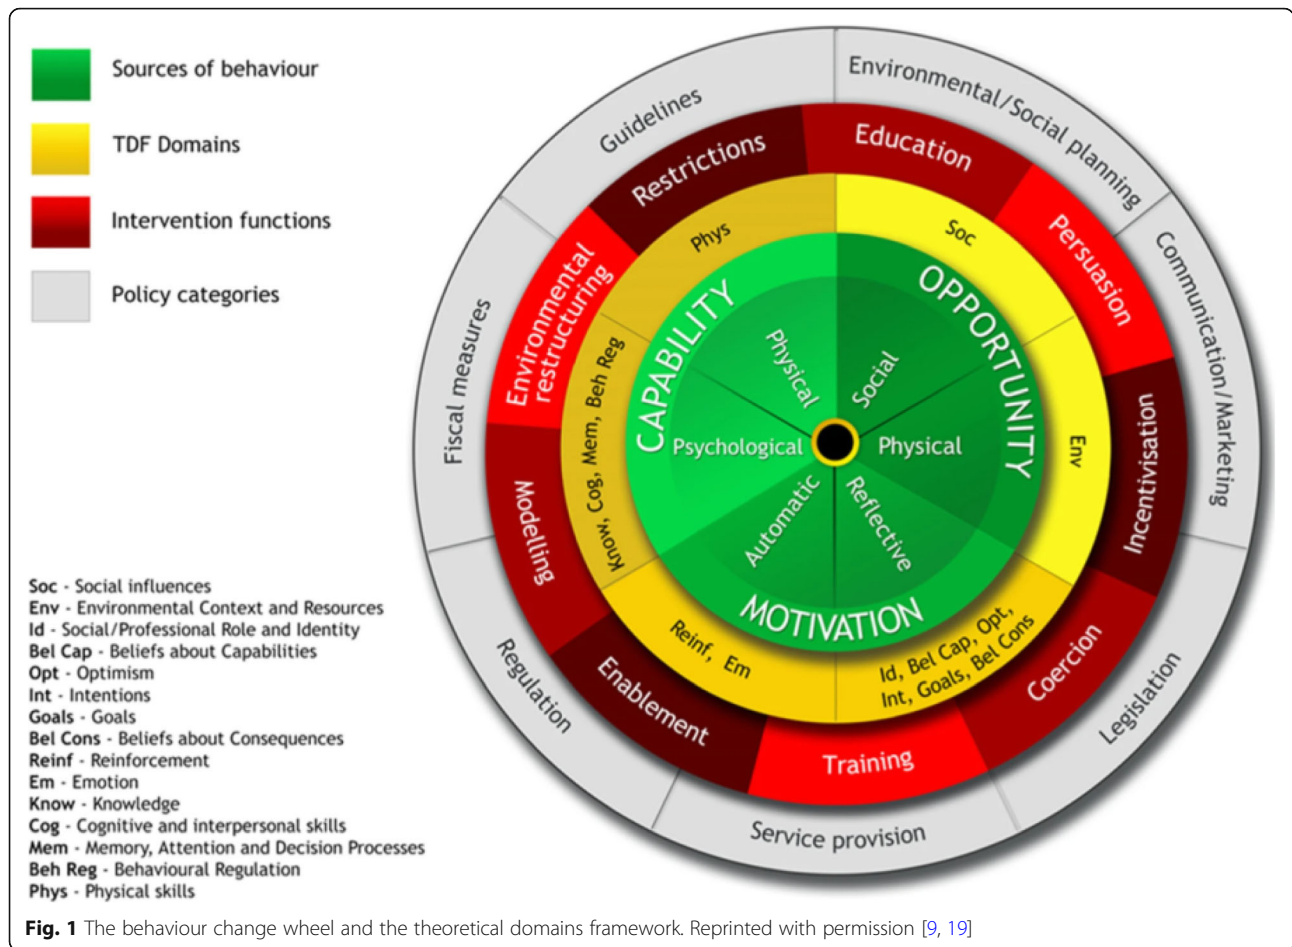 Sources of behaviour
TDF Domains
Intervention functions
Policy categories
Guidelines
Environmental/Social planning
Communication/Marketing
Legislation
Service provision
Regulation
Fiscal measures
Restrictions
Education
Persuasion
Incentivisation
Coercion
Training
Enablement
Modelling
Environmental
restructuring
Phys
Soc
Env
Id, Bel Cap, Opt,
Int, Goals, Bel Cons
Reinf, Em
Know, Cog, Mem, Beh Reg
CAPABILITY
OPPORTUNITY
MOTIVATION
Physical
Social
Physical
Reflective
Automatic
Psychological
Soc - Social influences
Env - Environmental Context and Resources
Id - Social/Professional Role and Identity
Bel Cap - Beliefs about Capabilities
Opt - Optimism
Int - Intentions
Goals - Goals
Bel Cons - Beliefs about Consequences
Reinf - Reinforcement
Em - Emotion
Know - Knowledge
Cog - Cognitive and interpersonal skills
Mem - Memory, Attention and Decision Processes
Beh Reg - Behavioural Regulation
Phys - Physical skills
Fig. 1 The behaviour change wheel and the theoretical domains framework. Reprinted with permission [9, 19]